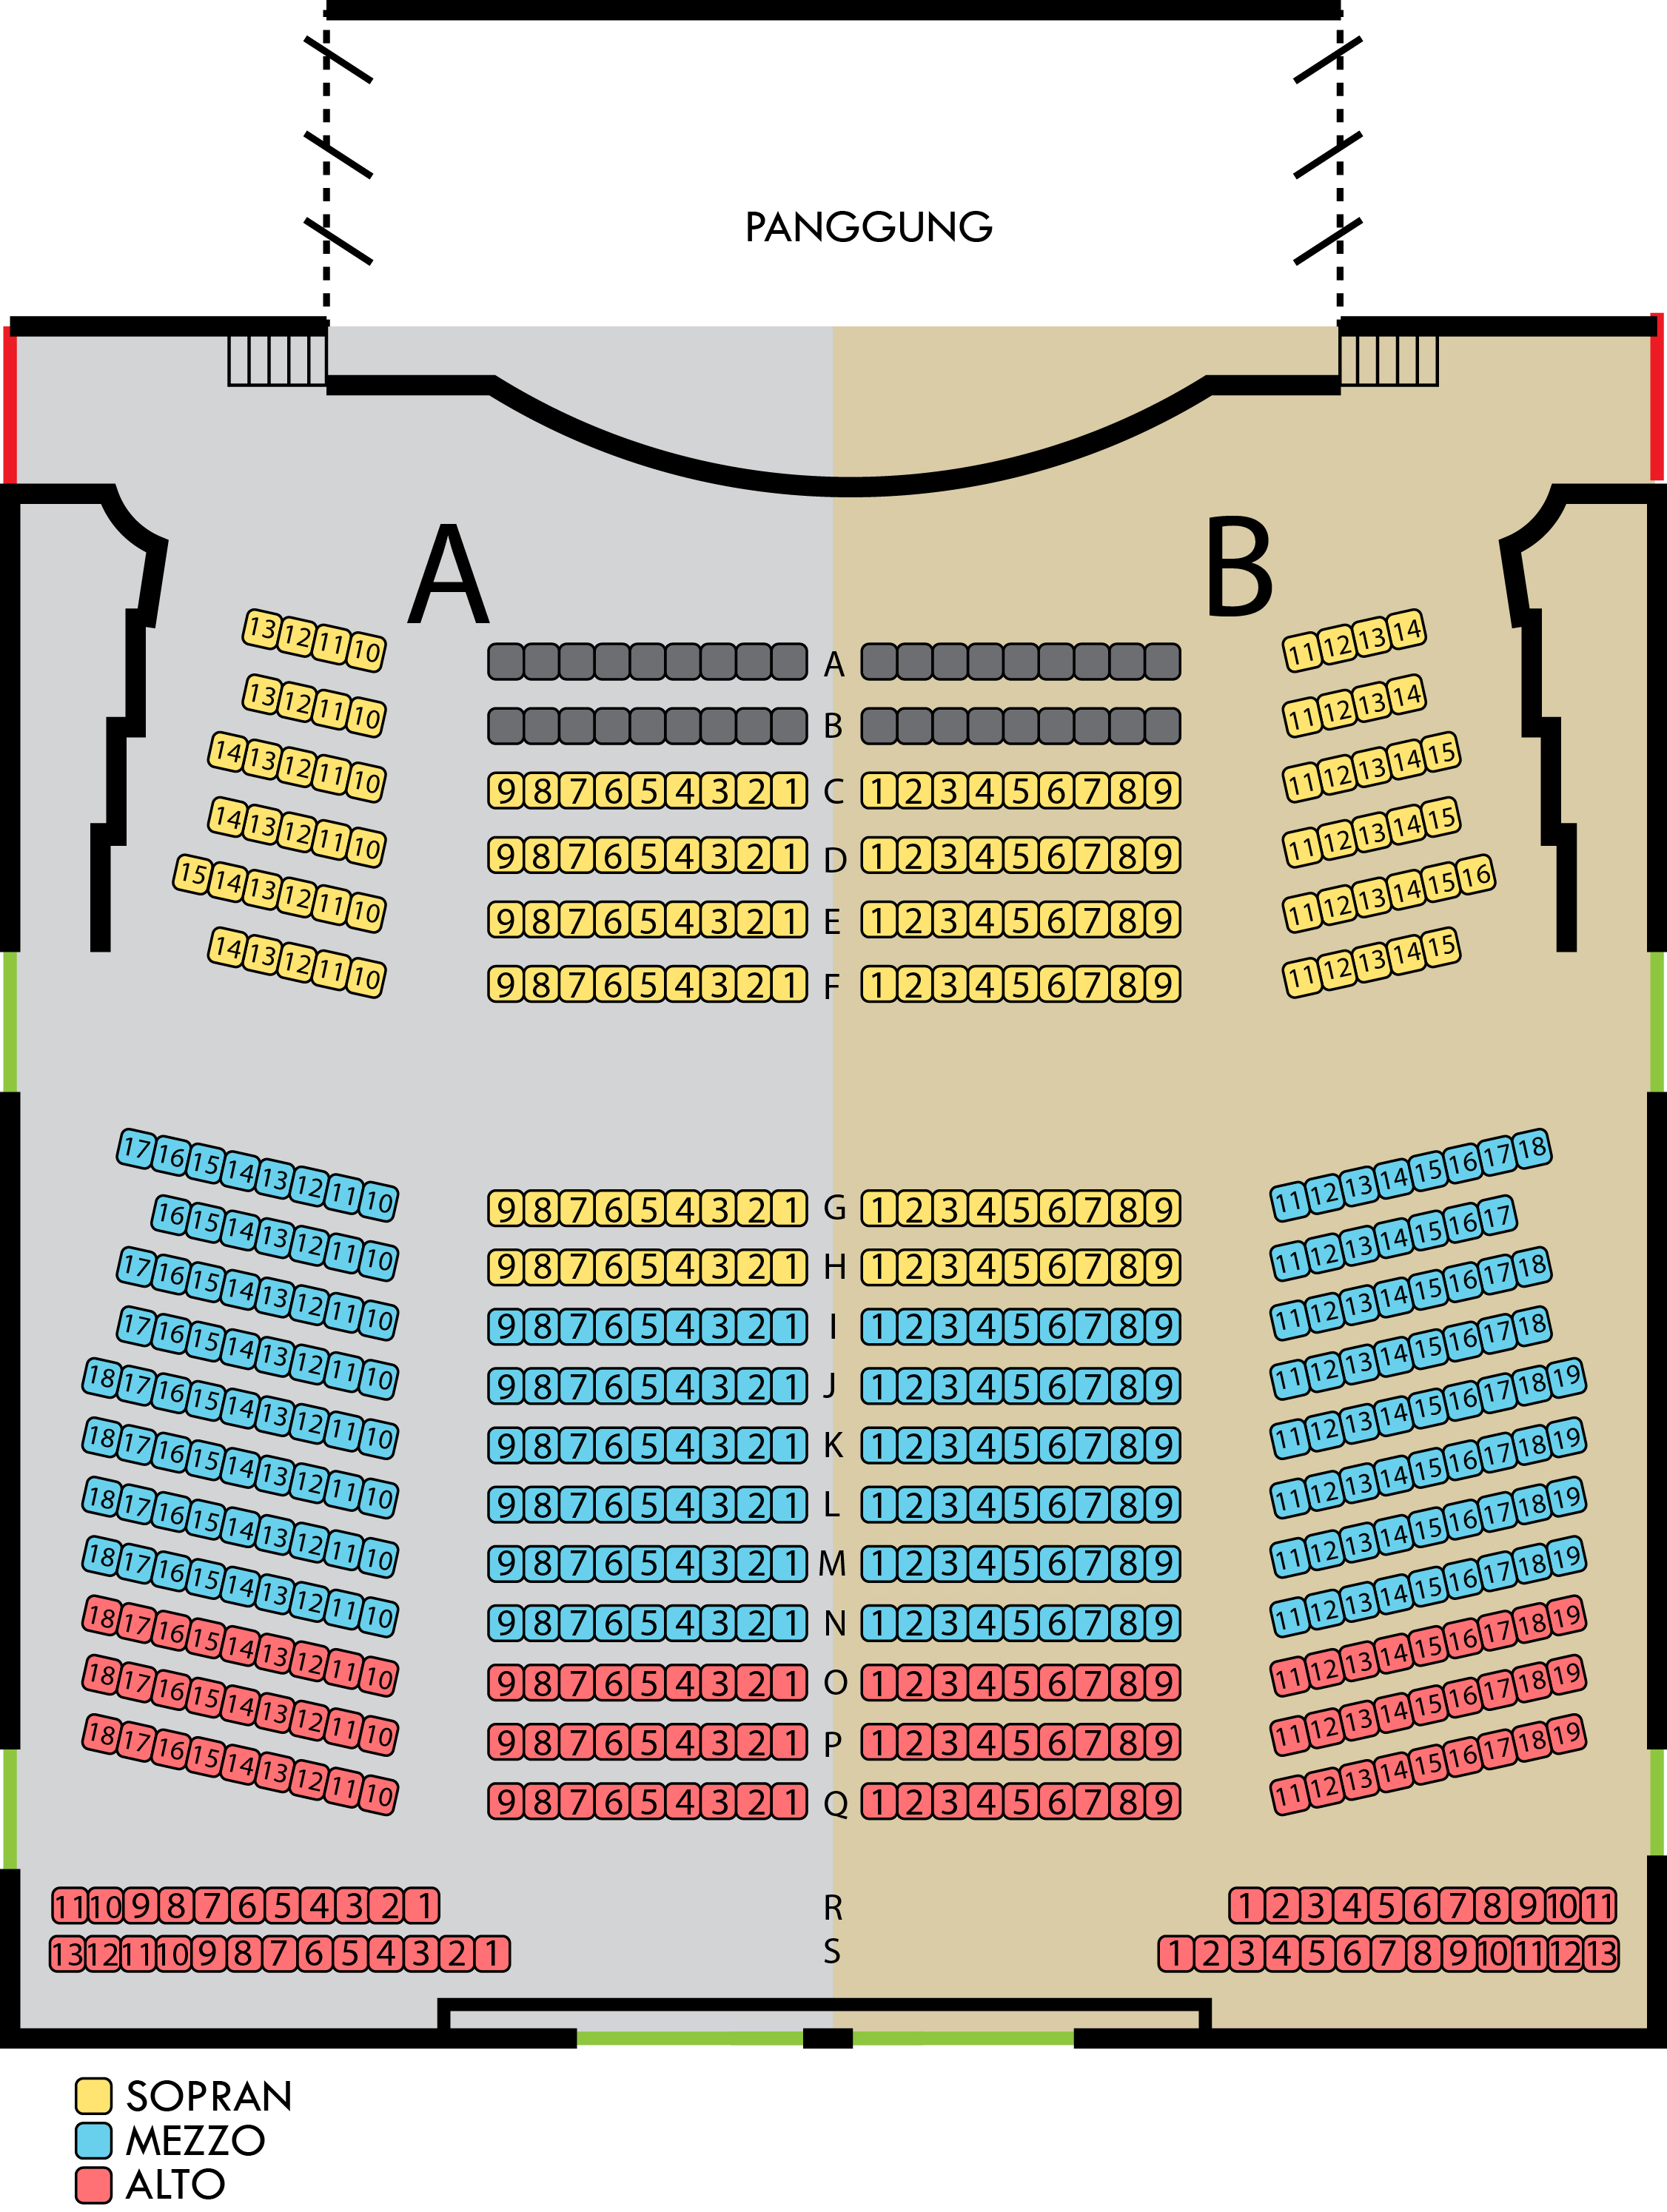 PANGGUNG
A B
13 12 11 10 A 11 12 13 14
13 12 11 10 B 11 12 13 14
14 13 12 11 10 9 8 7 6 5 4 3 2 1 C 1 2 3 4 5 6 7 8 9 11 12 13 14 15
14 13 12 11 10 9 8 7 6 5 4 3 2 1 D 1 2 3 4 5 6 7 8 9 11 12 13 14 15
15 14 13 12 11 10 9 8 7 6 5 4 3 2 1 E 1 2 3 4 5 6 7 8 9 11 12 13 14 15 16
14 13 12 11 10 9 8 7 6 5 4 3 2 1 F 1 2 3 4 5 6 7 8 9 11 12 13 14 15
17 16 15 14 13 12 11 10 9 8 7 6 5 4 3 2 1 G 1 2 3 4 5 6 7 8 9 11 12 13 14 15 16 17 18
16 15 14 13 12 11 10 9 8 7 6 5 4 3 2 1 H 1 2 3 4 5 6 7 8 9 11 12 13 14 15 16 17
17 16 15 14 13 12 11 10 9 8 7 6 5 4 3 2 1 I 1 2 3 4 5 6 7 8 9 11 12 13 14 15 16 17 18
17 16 15 14 13 12 11 10 9 8 7 6 5 4 3 2 1 J 1 2 3 4 5 6 7 8 9 11 12 13 14 15 16 17 18
18 17 16 15 14 13 12 11 10 9 8 7 6 5 4 3 2 1 K 1 2 3 4 5 6 7 8 9 11 12 13 14 15 16 17 18 19
18 17 16 15 14 13 12 11 10 9 8 7 6 5 4 3 2 1 L 1 2 3 4 5 6 7 8 9 11 12 13 14 15 16 17 18 19
18 17 16 15 14 13 12 11 10 9 8 7 6 5 4 3 2 1 M 1 2 3 4 5 6 7 8 9 11 12 13 14 15 16 17 18 19
18 17 16 15 14 13 12 11 10 9 8 7 6 5 4 3 2 1 N 1 2 3 4 5 6 7 8 9 11 12 13 14 15 16 17 18 19
18 17 16 15 14 13 12 11 10 9 8 7 6 5 4 3 2 1 O 1 2 3 4 5 6 7 8 9 11 12 13 14 15 16 17 18 19
18 17 16 15 14 13 12 11 10 9 8 7 6 5 4 3 2 1 P 1 2 3 4 5 6 7 8 9 11 12 13 14 15 16 17 18 19
18 17 16 15 14 13 12 11 10 9 8 7 6 5 4 3 2 1 Q 1 2 3 4 5 6 7 8 9 11 12 13 14 15 16 17 18 19
11 10 9 8 7 6 5 4 3 2 1 R 1 2 3 4 5 6 7 8 9 10 11
13 12 11 10 9 8 7 6 5 4 3 2 1 S 1 2 3 4 5 6 7 8 9 10 11 12 13
SOPRAN
MEZZO
ALTO